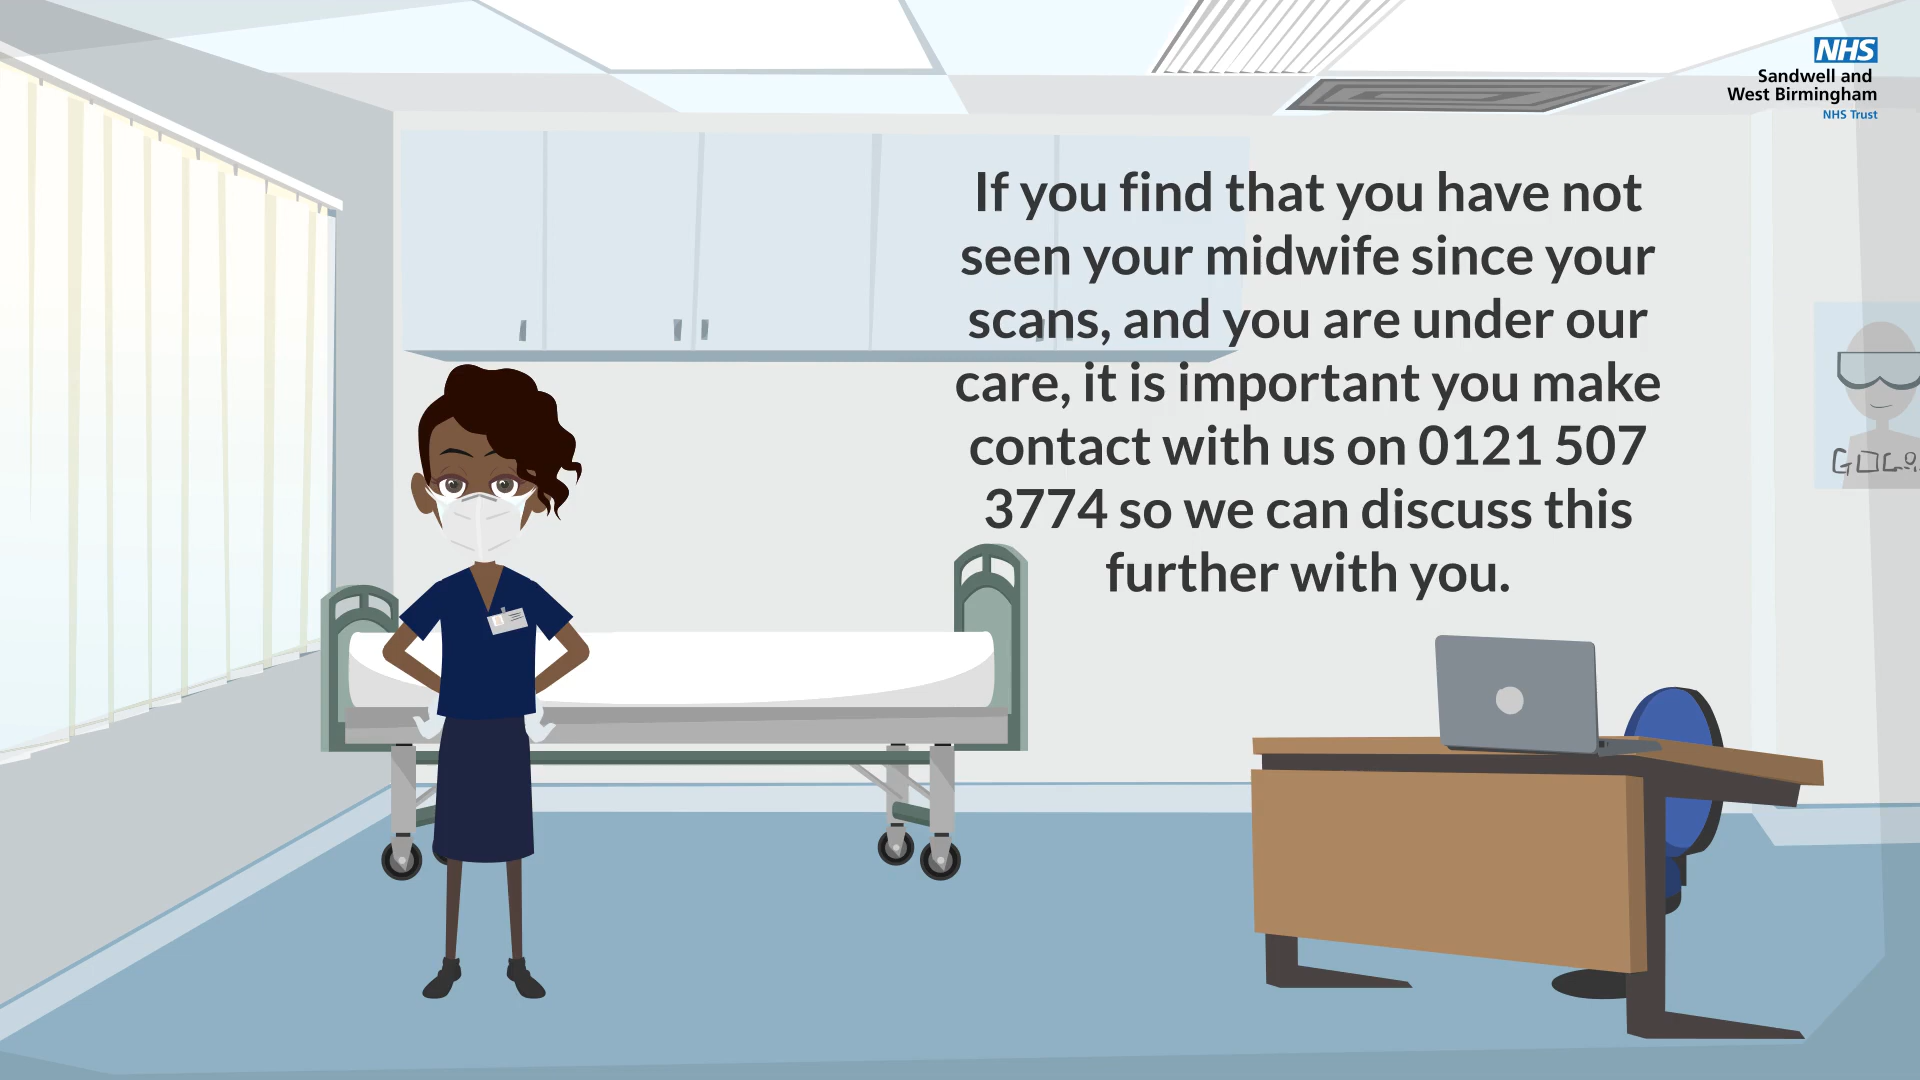 NHS
Sandwell and
West Birmingham
NHS Trust
If you find that you have not
seen your midwife since your
scans, and you are under our
care, it is important you make
contact with us on 0121 507
3774 so we can discuss this
further with you.